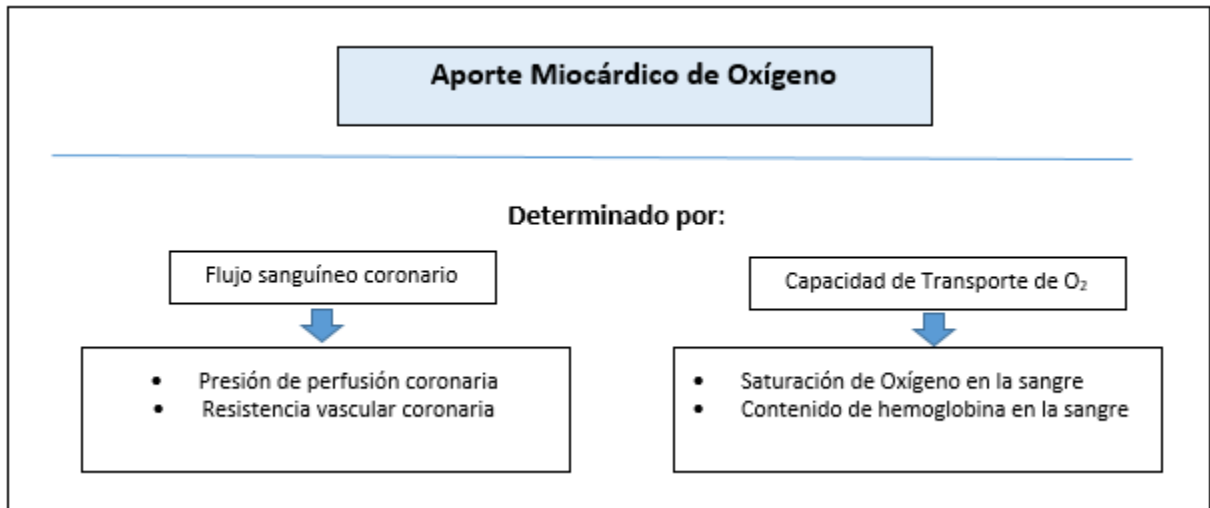 Aporte Miocárdico de Oxígeno
Determinado por:
Flujo sanguíneo coronario
• Presión de perfusión coronaria
• Resistencia vascular coronaria
Capacidad de Transporte de O₂
• Saturación de Oxígeno en la sangre
• Contenido de hemoglobina en la sangre